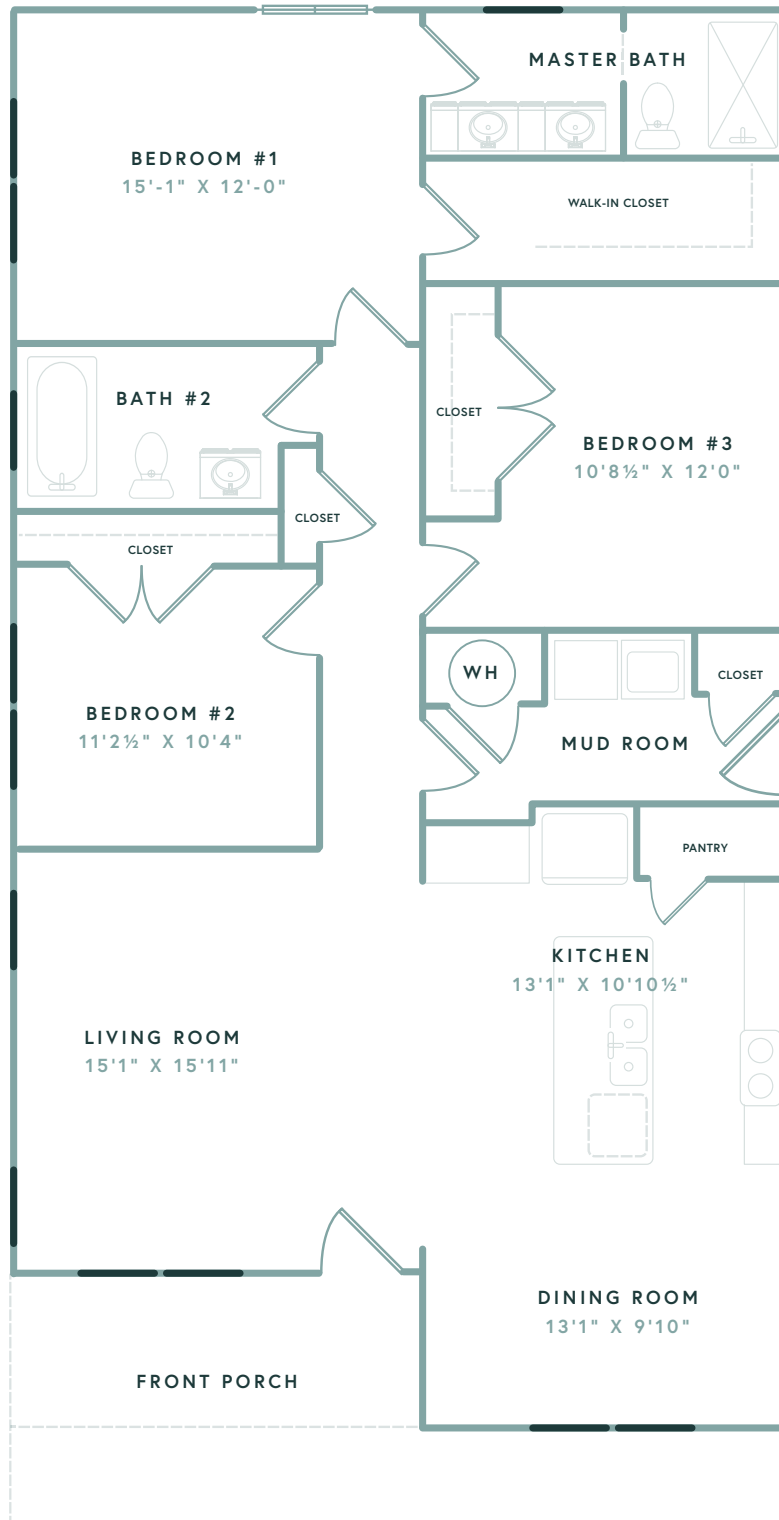 MASTER BATH
BEDROOM #1
15'-1" X 12'-0"
WALK-IN CLOSET
BATH #2
CLOSET
BEDROOM #3
10'8½" X 12'0"
CLOSET
CLOSET
WH
CLOSET
BEDROOM #2
11'2½" X 10'4"
MUD ROOM
PANTRY
KITCHEN
13'1" X 10'10½"
LIVING ROOM
15'1" X 15'11"
DINING ROOM
13'1" X 9'10"
FRONT PORCH